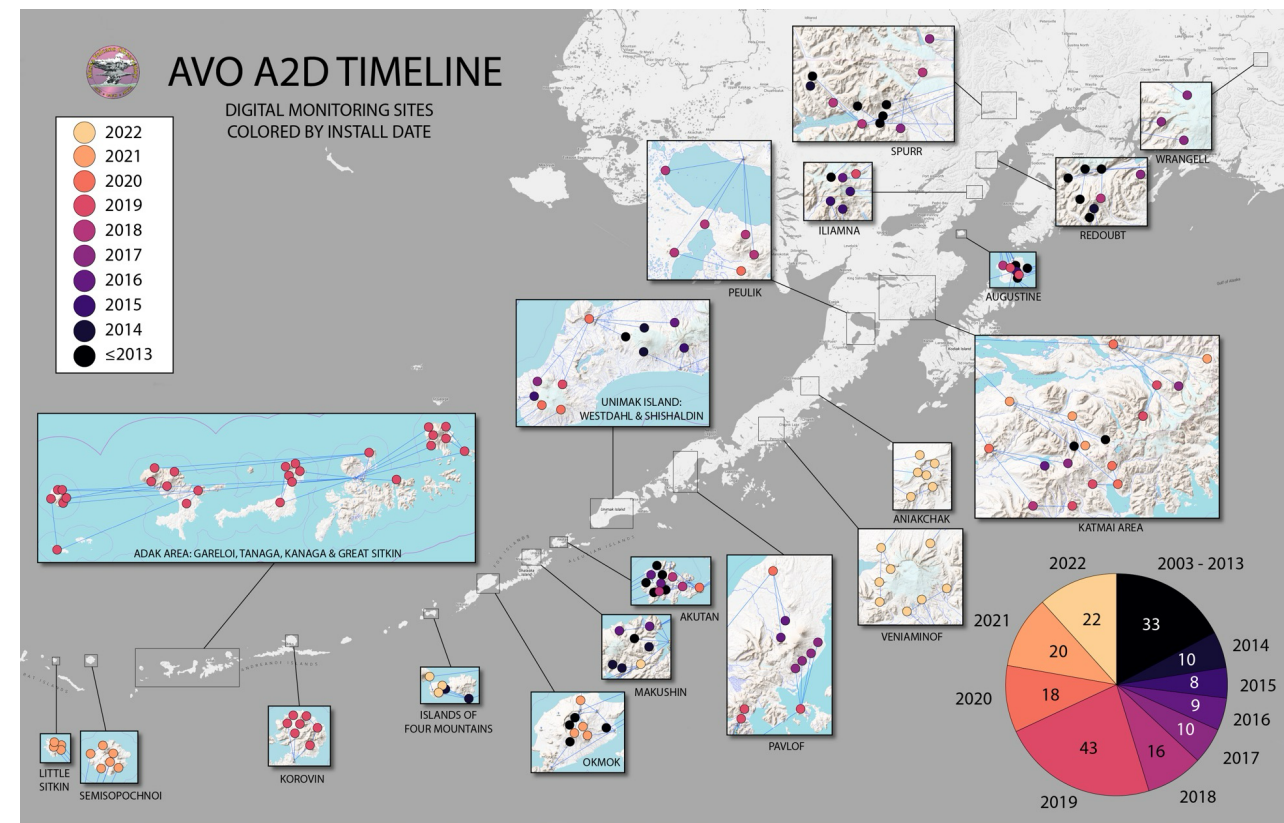 AVO A2D TIMELINE
DIGITAL MONITORING SITES
COLORED BY INSTALL DATE
2022
2021
2020
2019
2018
2017
2016
2015
2014
≤2013
SPURR
WRANGELL
ILIAMNA
REDOUBT
PEULIK
AUGUSTINE
UNIMAK ISLAND:
WESTDAHL & SHISHALDIN
KATMAI AREA
ANIAKCHAK
ADAK AREA: GARELOI, TANAGA, KANAGA & GREAT SITKIN
VENIAMINOF
AKUTAN
MAKUSHIN
PAVLOF
ISLANDS OF
FOUR MOUNTAINS
OKMOK
KOROVIN
LITTLE
SITKIN
SEMISOPOCHNOI
2022
2003 - 2013
2021
2014
2020
2015
2016
2017
2019
2018
22
33
20
10
8
18
9
10
43
16